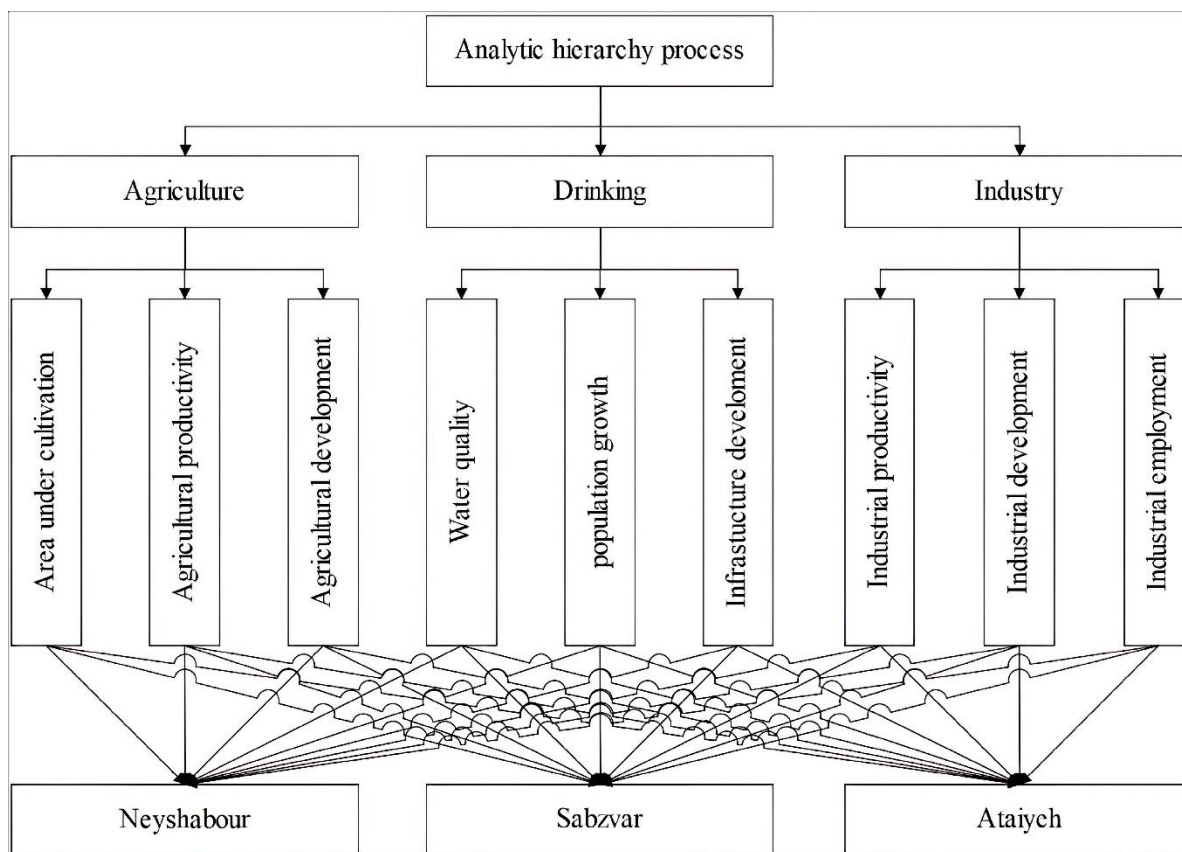 Analytic hierarchy process
Agriculture
Drinking
Industry
Area under cultivation
Agricultural productivity
Agricultural development
Water quality
population growth
Infrastucture develoment
Industrial productivity
Industrial development
Industrial employment
Neyshabour
Sabzvar
Ataiych